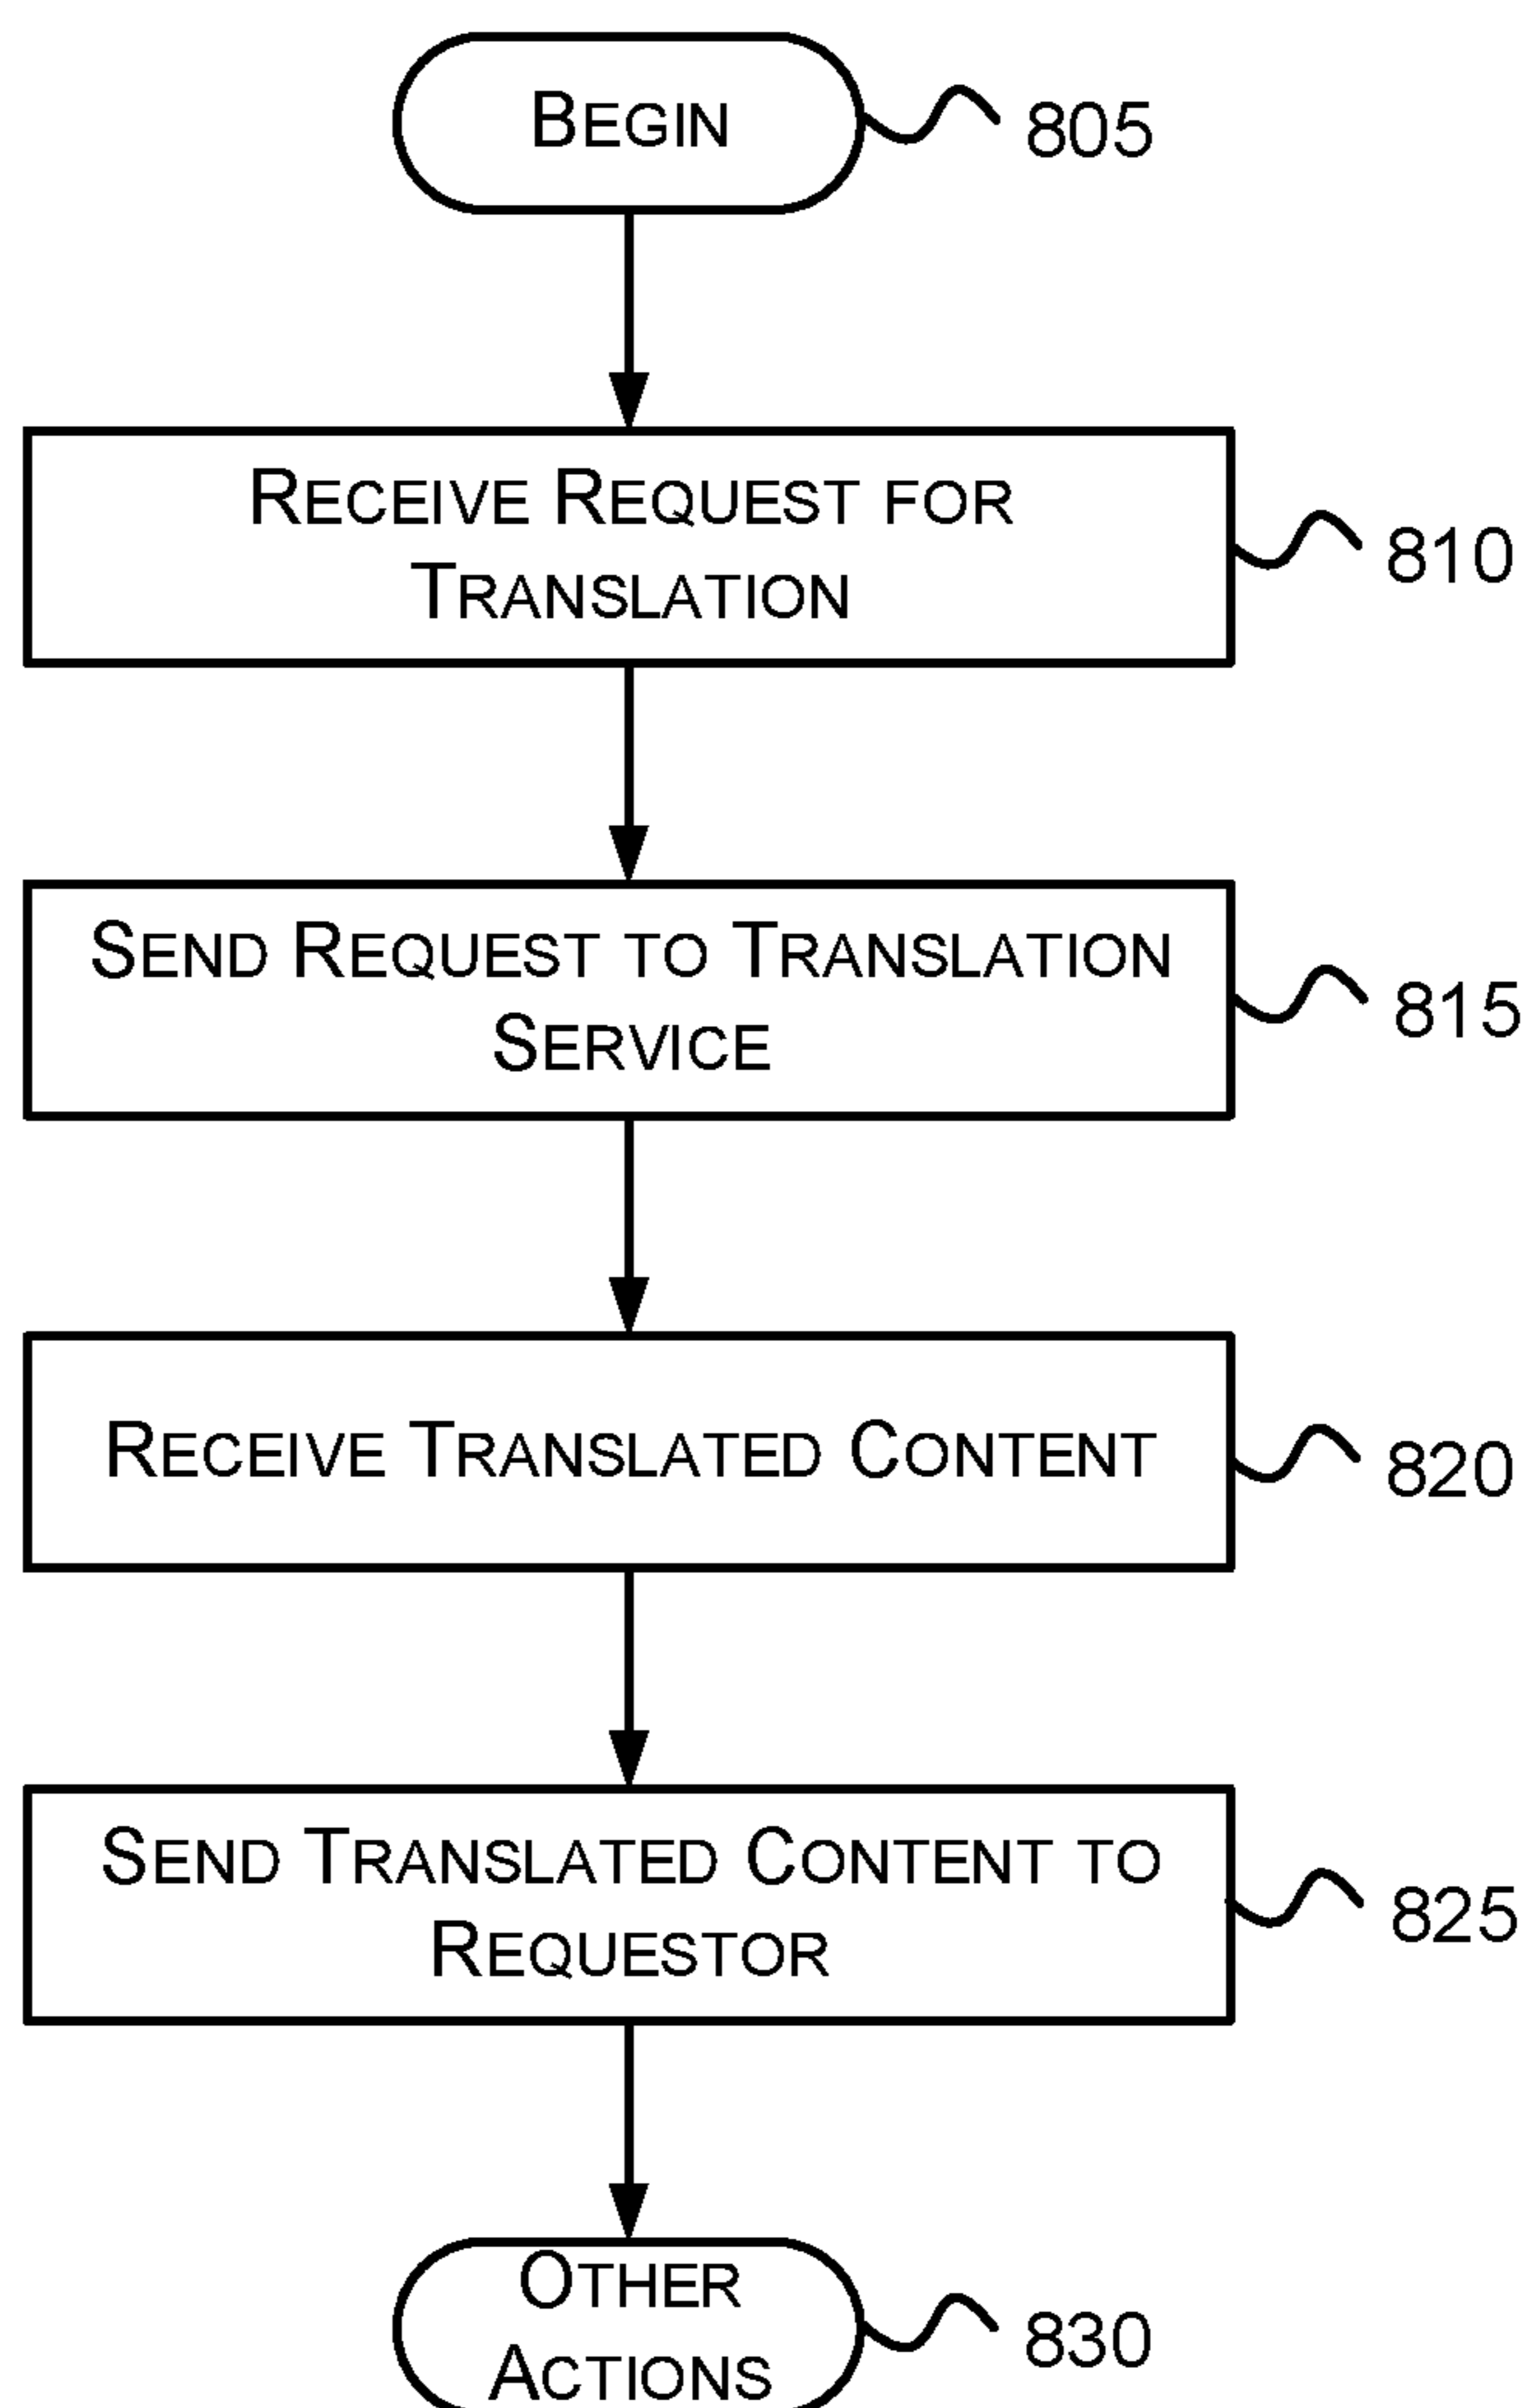 BEGIN
805
RECEIVE REQUEST FOR
TRANSLATION
810
SEND REQUEST TO TRANSLATION
SERVICE
815
RECEIVE TRANSLATED CONTENT
820
SEND TRANSLATED CONTENT TO
REQUESTOR
825
OTHER
ACTIONS
830